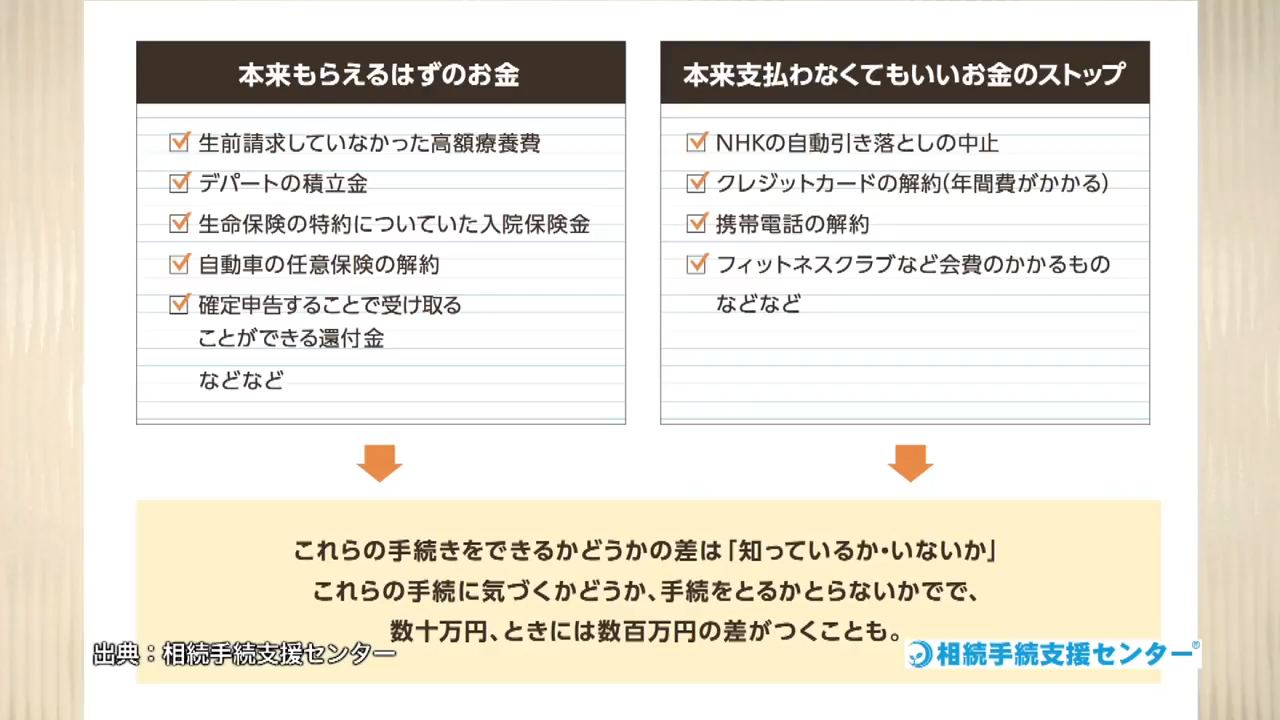 本来もらえるはずのお金
生前請求していなかった高額療養費
デパートの積立金
生命保険の特約についていた入院保険金
自動車の任意保険の解約
確定申告することで受け取る
ことができる還付金
などなど
本来支払わなくてもいいお金のストップ
NHKの自動引き落としの中止
クレジットカードの解約(年間費がかかる)
携帯電話の解約
フィットネスクラブなど会費のかかるもの
などなど
これらの手続きをできるかどうかの差は「知っているか・いないか」
これらの手続に気づくかどうか、手続をとるかとらないかでで、
数十万円、ときには数百万円の差がつくことも。
出典：相続手続支援センター
相続手続支援センター®